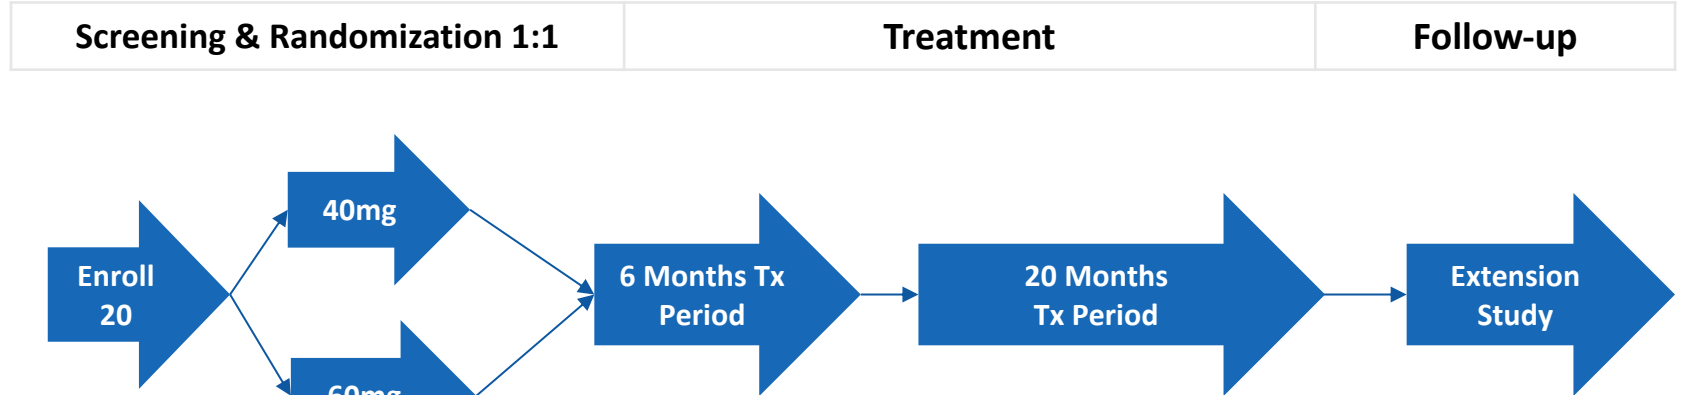 Screening & Randomization 1:1
Treatment
Follow-up
40mg
Enroll
20
6 Months Tx
Period
20 Months
Tx Period
Extension
Study
60mg